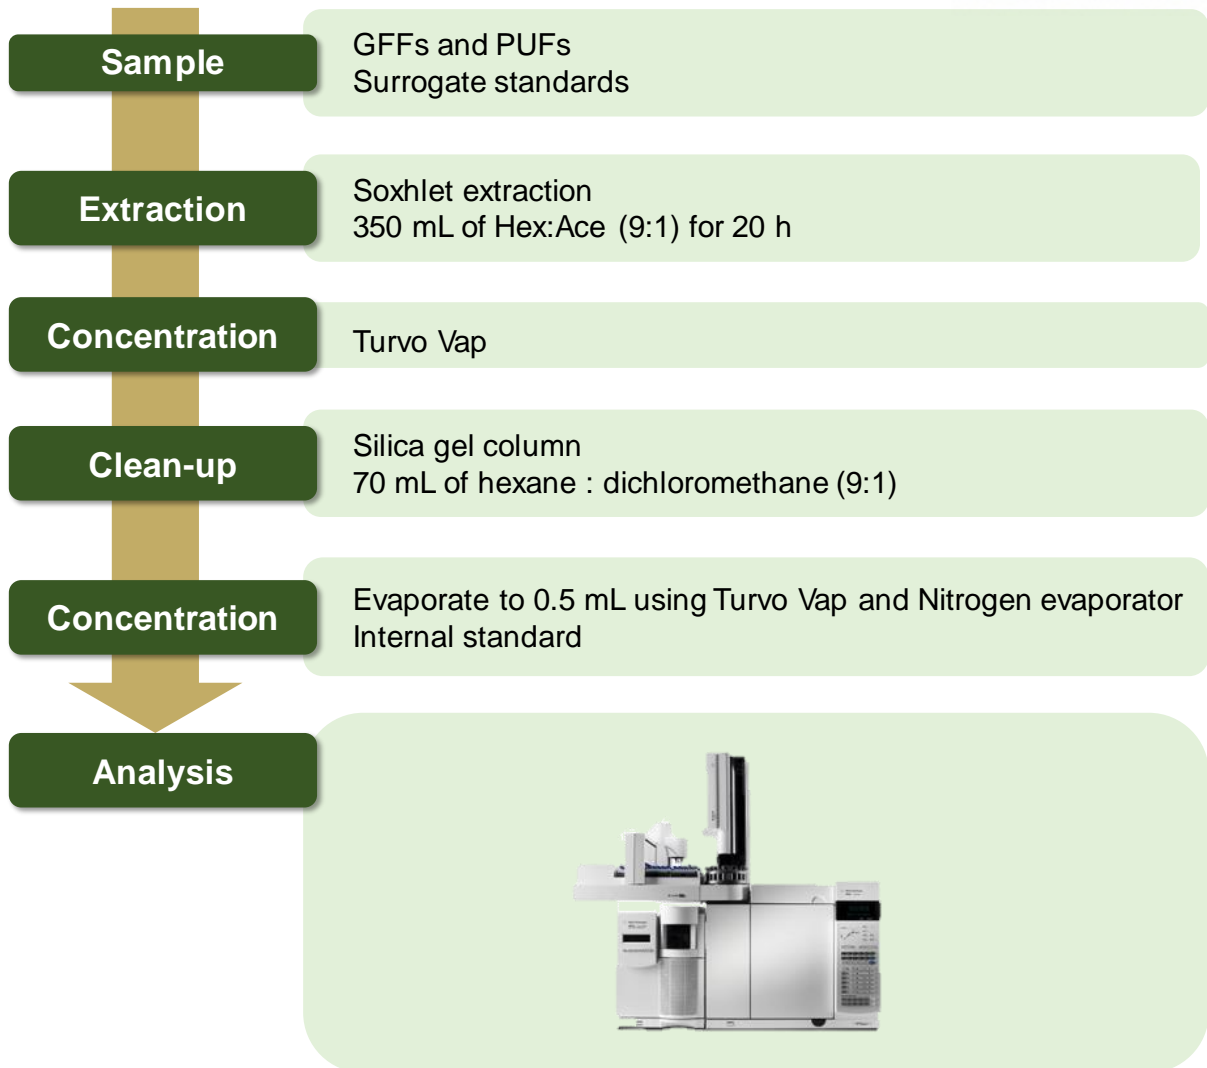 Sample
GFFs and PUFs
Surrogate standards
Extraction
Soxhlet extraction
350 mL of Hex:Ace (9:1) for 20 h
Concentration
Turvo Vap
Clean-up
Silica gel column
70 mL of hexane : dichloromethane (9:1)
Concentration
Evaporate to 0.5 mL using Turvo Vap and Nitrogen evaporator
Internal standard
Analysis